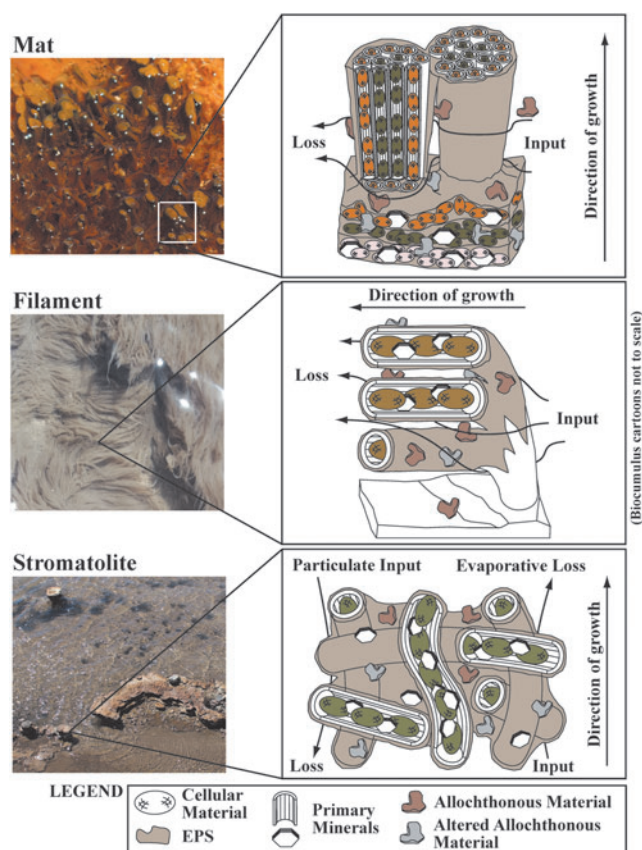 Mat
Loss
Input
Direction of growth
Filament
Direction of growth
Loss
Input
(Biocumulus cartoons not to scale)
Stromatolite
Particulate Input
Evaporative Loss
Direction of growth
Loss
Input
LEGEND
Cellular
Material
EPS
Primary
Minerals
Allochthonous Material
Altered Allochthonous
Material